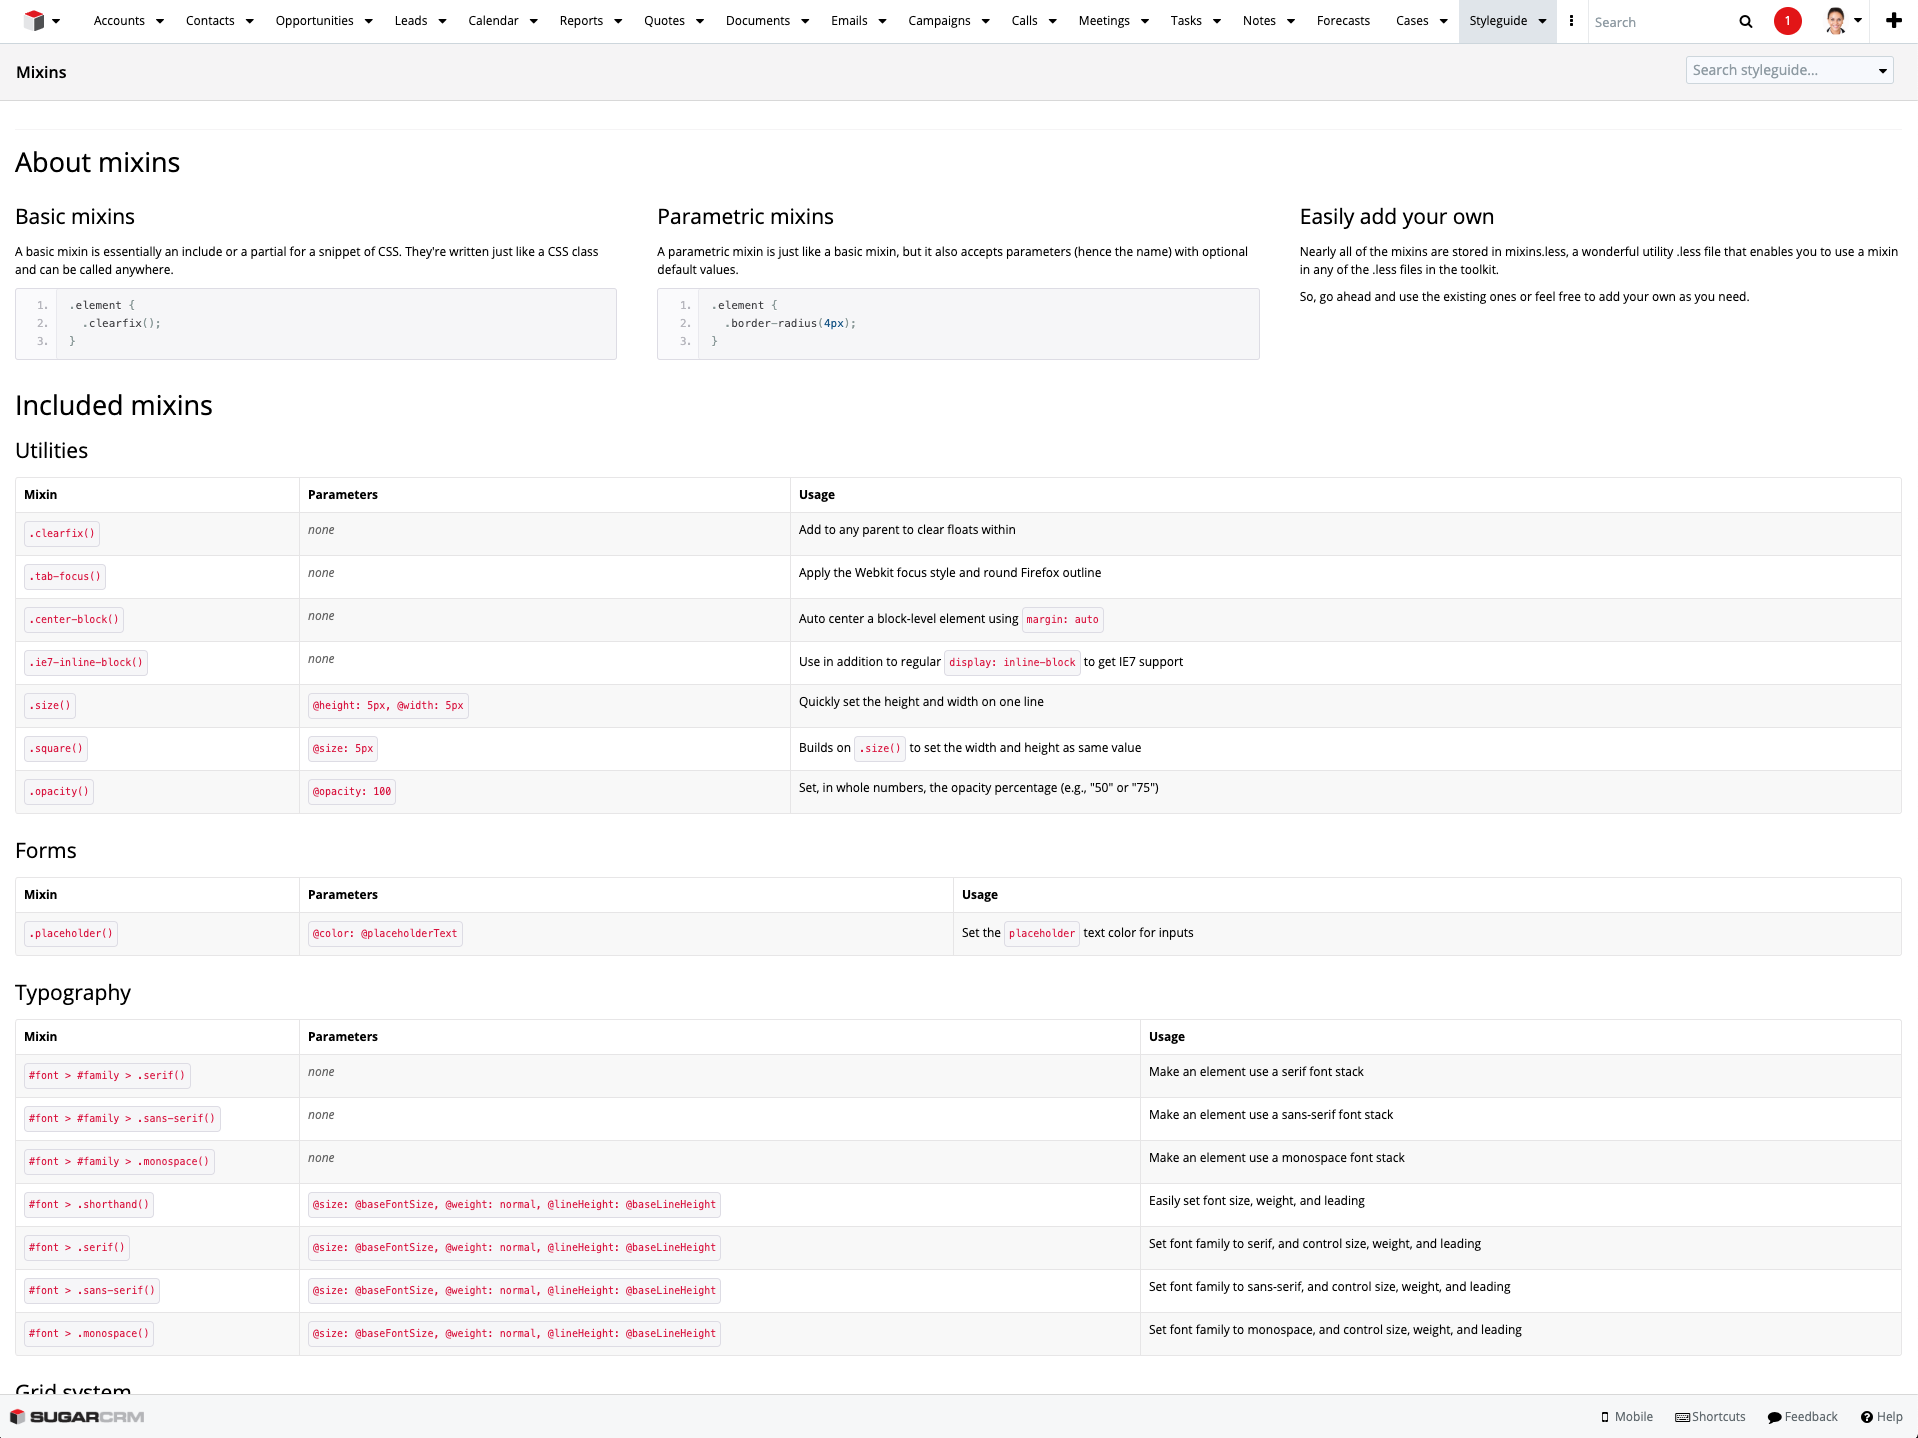 Accounts Contacts Opportunities Leads Calendar Reports Quotes Documents Emails Campaigns Calls Meetings Tasks Notes Forecasts Cases Styleguide Search 1
Mixins Search styleguide...
About mixins
Basic mixins
A basic mixin is essentially an include or a partial for a snippet of CSS. They're written just like a CSS class
and can be called anywhere.
1. .element {
2. .clearfix();
3. }
Parametric mixins
A parametric mixin is just like a basic mixin, but it also accepts parameters (hence the name) with optional
default values.
1. .element {
2. .border-radius(4px);
3. }
Easily add your own
Nearly all of the mixins are stored in mixins.less, a wonderful utility .less file that enables you to use a mixin
in any of the .less files in the toolkit.
So, go ahead and use the existing ones or feel free to add your own as you need.
Included mixins
Utilities
Mixin Parameters Usage
.clearfix() none Add to any parent to clear floats within
.tab-focus() none Apply the Webkit focus style and round Firefox outline
.center-block() none Auto center a block-level element using margin: auto
.ie7-inline-block() none Use in addition to regular display: inline-block to get IE7 support
.size() @height: 5px, @width: 5px Quickly set the height and width on one line
.square() @size: 5px Builds on .size() to set the width and height as same value
.opacity() @opacity: 100 Set, in whole numbers, the opacity percentage (e.g., "50" or "75")
Forms
Mixin Parameters Usage
.placeholder() @color: @placeholderText Set the placeholder text color for inputs
Typography
Mixin Parameters Usage
#font > #family > .serif() none Make an element use a serif font stack
#font > #family > .sans-serif() none Make an element use a sans-serif font stack
#font > #family > .monospace() none Make an element use a monospace font stack
#font > .shorthand() @size: @baseFontSize, @weight: normal, @lineHeight: @baseLineHeight Easily set font size, weight, and leading
#font > .serif() @size: @baseFontSize, @weight: normal, @lineHeight: @baseLineHeight Set font family to serif, and control size, weight, and leading
#font > .sans-serif() @size: @baseFontSize, @weight: normal, @lineHeight: @baseLineHeight Set font family to sans-serif, and control size, weight, and leading
#font > .monospace() @size: @baseFontSize, @weight: normal, @lineHeight: @baseLineHeight Set font family to monospace, and control size, weight, and leading
Grid system
SUGARCRM Mobile Shortcuts Feedback Help